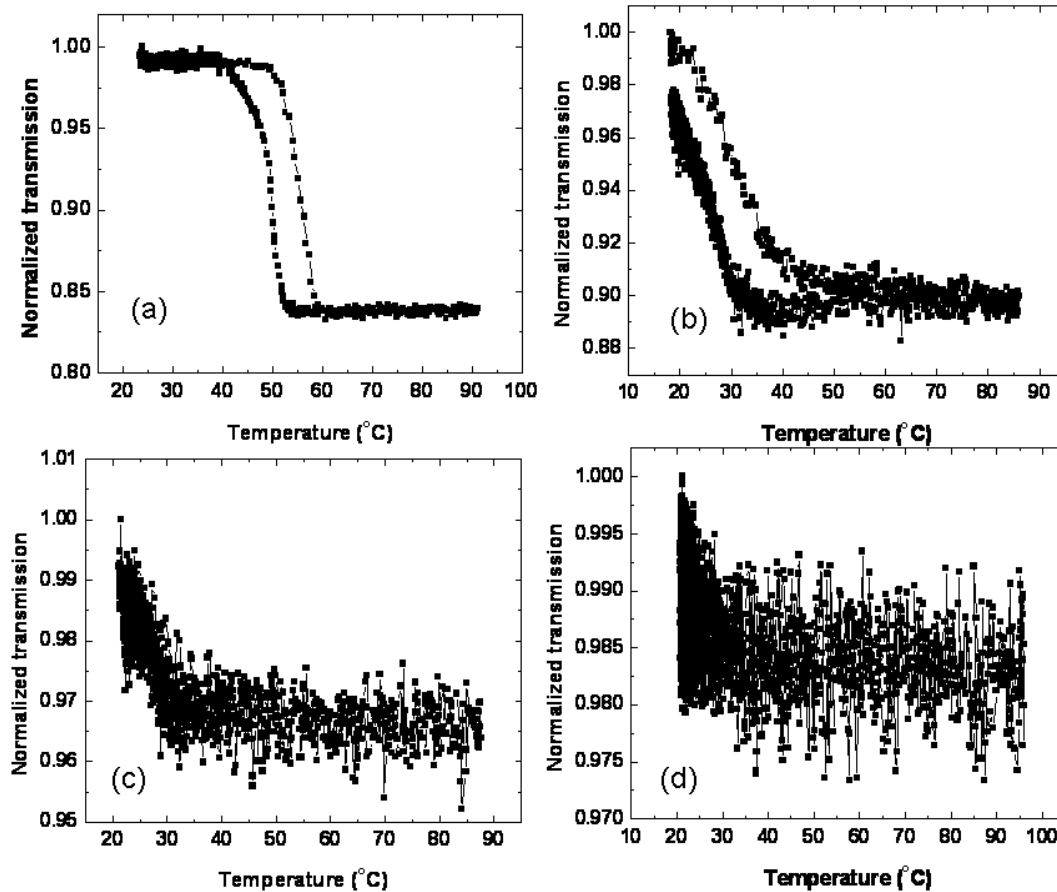 1.00
0.95
0.90
0.85
0.80
Normalized transmission
(a)
20 30 40 50 60 70 80 90 100
Temperature (°C)
1.00
0.98
0.96
0.94
0.92
0.90
0.88
Normalized transmission
(b)
10 20 30 40 50 60 70 80 90
Temperature (°C)
1.01
1.00
0.99
0.98
0.97
0.96
0.95
Normalized transmission
(c)
20 30 40 50 60 70 80 90
Temperature (°C)
1.000
0.995
0.990
0.985
0.980
0.975
0.970
Normalized transmission
(d)
10 20 30 40 50 60 70 80 90 100
Temperature (°C)